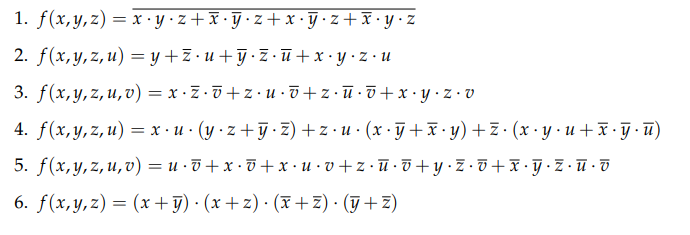 1. f(x,y,z) = \overline{x · y · z + \overline{x} · \overline{y} · z + x · \overline{y} · z + \overline{x} · y · z}
2. f(x,y,z,u) = y + \overline{z} · u + \overline{y} · \overline{z} · \overline{u} + x · y · z · u
3. f(x,y,z,u,v) = x · \overline{z} · \overline{v} + z · u · \overline{v} + z · \overline{u} · \overline{v} + x · y · z · v
4. f(x,y,z,u) = x · u · (y · z + \overline{y} · \overline{z}) + z · u · (x · \overline{y} + \overline{x} · y) + \overline{z} · (x · y · u + \overline{x} · \overline{y} · \overline{u})
5. f(x,y,z,u,v) = u · \overline{v} + x · \overline{v} + x · u · v + z · \overline{u} · \overline{v} + y · \overline{z} · \overline{v} + \overline{x} · \overline{y} · \overline{z} · \overline{u} · \overline{v}
6. f(x,y,z) = (x + \overline{y}) · (x + z) · (\overline{x} + \overline{z}) · (\overline{y} + \overline{z})